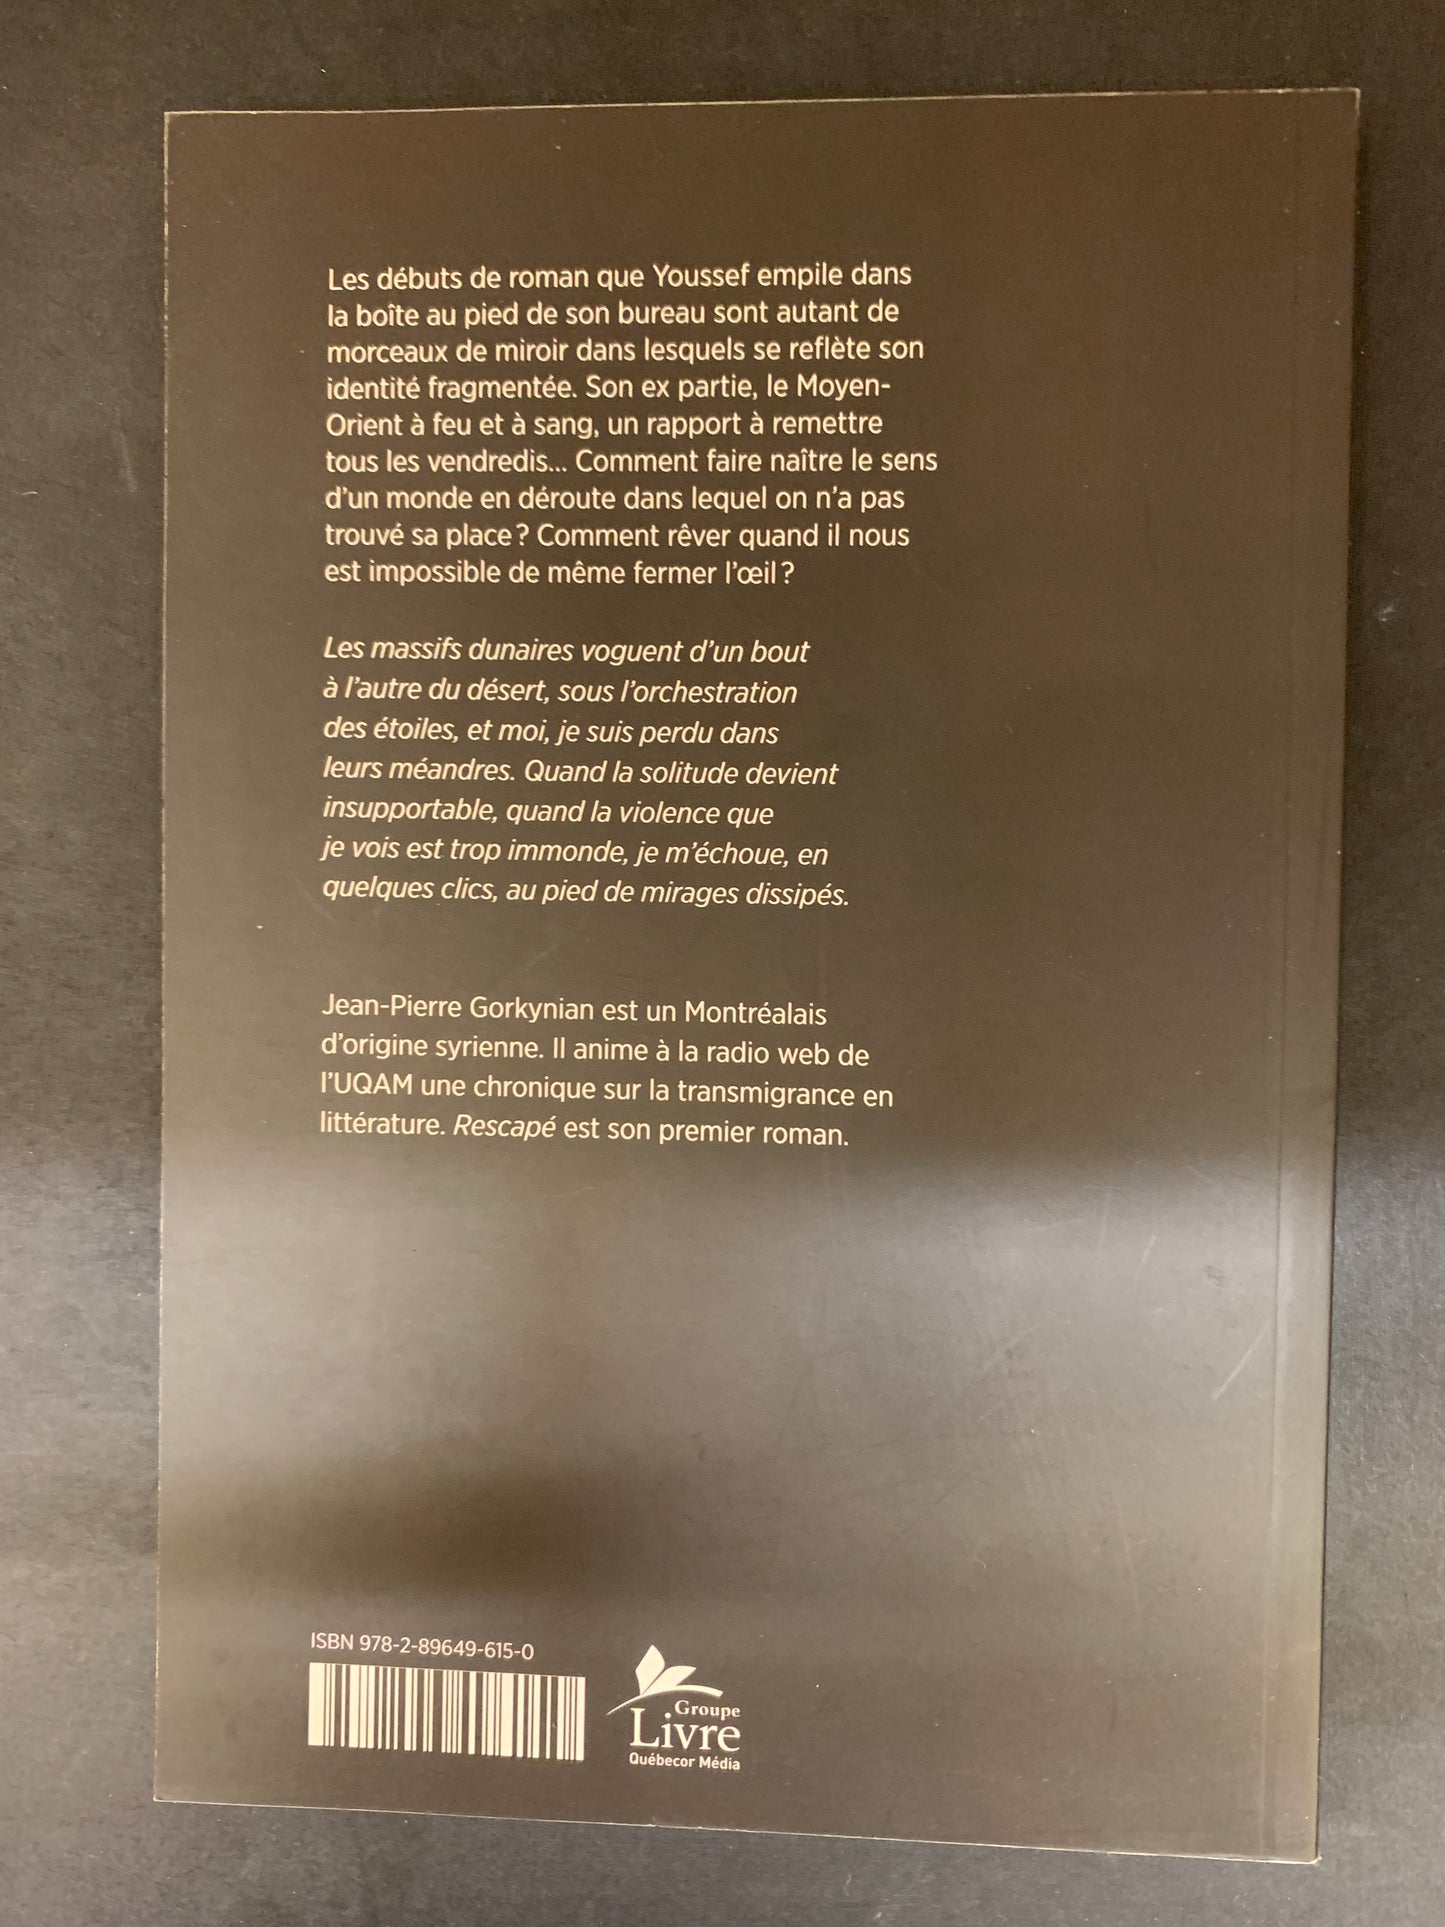 Les débuts de roman que Youssef empile dans
la boîte au pied de son bureau sont autant de
morceaux de miroir dans lesquels se reflète son
identité fragmentée. Son ex partie, le Moyen-
Orient à feu et à sang, un rapport à remettre
tous les vendredis... Comment faire naître le sens
d'un monde en déroute dans lequel on n'a pas
trouvé sa place ? Comment rêver quand il nous
est impossible de même fermer l'œil ?
Les massifs dunaires voguent d'un bout
à l'autre du désert, sous l'orchestration
des étoiles, et moi, je suis perdu dans
leurs méandres. Quand la solitude devient
insupportable, quand la violence que
je vois est trop immonde, je m'échoue, en
quelques clics, au pied de mirages dissipés.
Jean-Pierre Gorkynian est un Montréalais
d'origine syrienne. Il anime à la radio web de
l'UQAM une chronique sur la transmigrance en
littérature. Rescapé est son premier roman.
ISBN 978-2-89649-615-0
Groupe
Livre
Québecor Média